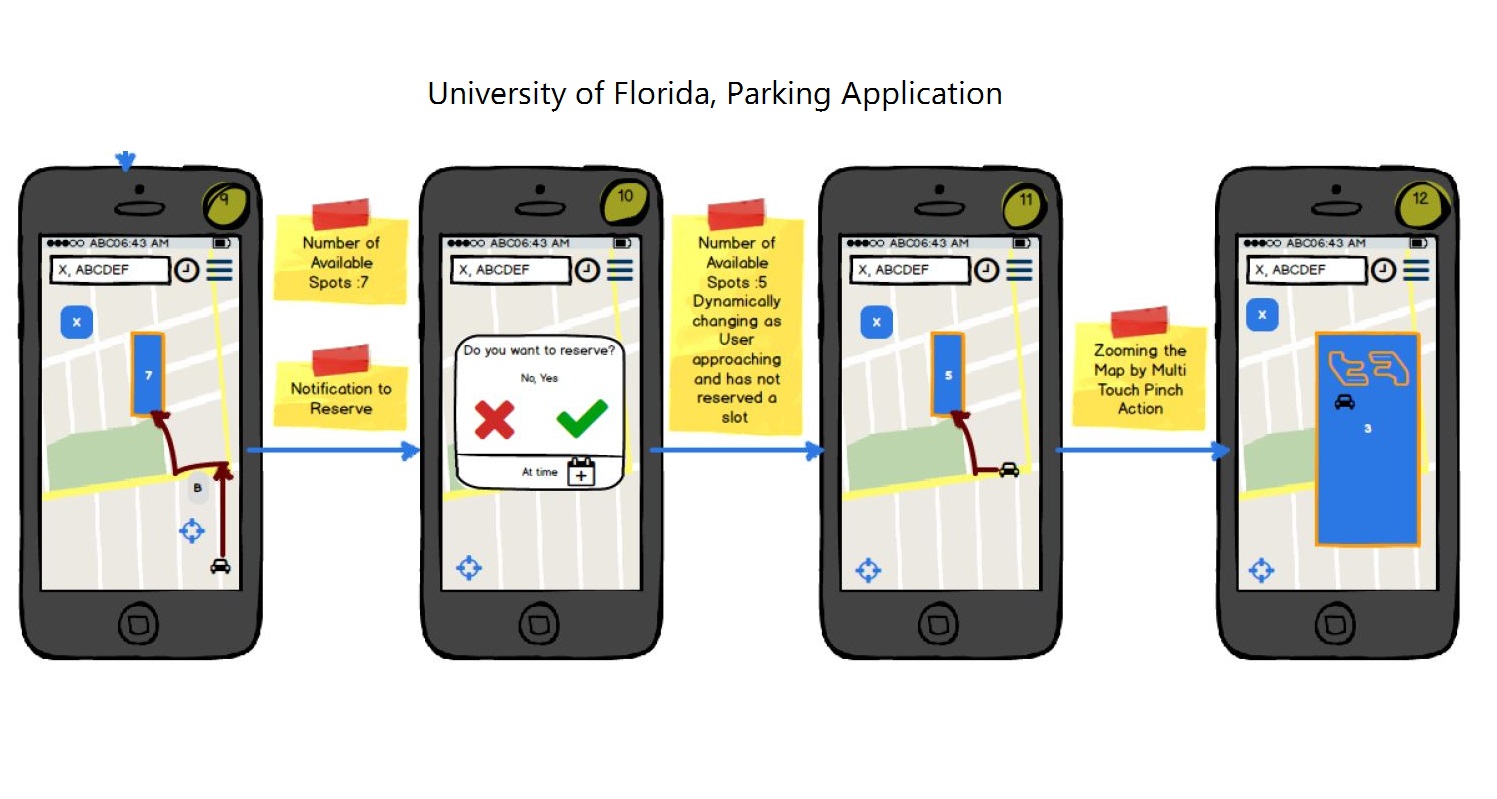 University of Florida, Parking Application
9
ABC06:43 AM
X, ABCDEF
X
7
B
Number of
Available
Spots :7
Notification to
Reserve
10
ABC06:43 AM
X, ABCDEF
Do you want to reserve?
No, Yes
At time
Number of
Available
Spots :5
Dynamically
changing as
User
approaching
and has not
reserved a
slot
11
ABC06:43 AM
X, ABCDEF
X
5
Zooming the
Map by Multi
Touch Pinch
Action
12
ABC06:43 AM
X, ABCDEF
X
3